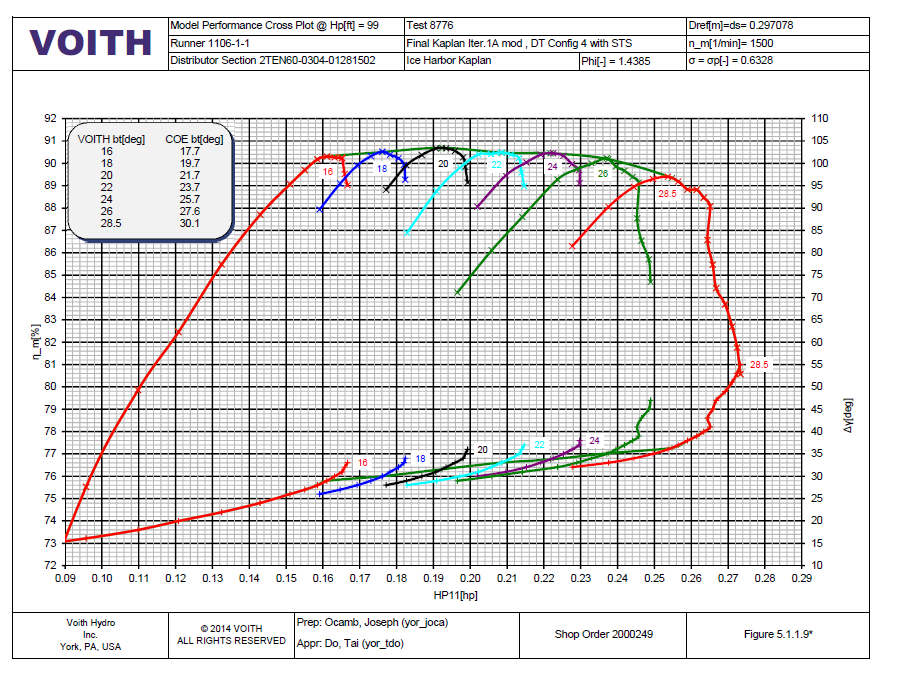 VOITH
Model Performance Cross Plot @ Hp[ft] = 99
Test 8776
Dref[m]=ds= 0.297078
Runner 1106-1-1
Final Kaplan Iter.1A mod , DT Config 4 with STS
n_m[1/min]= 1500
Distributor Section 2TEN60-0304-01281502
Ice Harbor Kaplan
Phi[-] = 1.4385
σ = σp[-] = 0.6328
VOITH bt[deg] COE bt[deg]
16 17.7
18 19.7
20 21.7
22 23.7
24 25.7
26 27.6
28.5 30.1
92
91
90
89
88
87
86
85
84
83
82
81
80
79
78
77
76
75
74
73
72
n_m[%]
16
18
20
22
24
26
28.5
28.5
16
18
20
22
24
110
105
100
95
90
85
80
75
70
65
60
55
50
45
40
35
30
25
20
15
10
Δγ[deg]
0.09 0.10 0.11 0.12 0.13 0.14 0.15 0.16 0.17 0.18 0.19 0.20 0.21 0.22 0.23 0.24 0.25 0.26 0.27 0.28 0.29
HP11[hp]
Voith Hydro
Inc.
York, PA, USA
© 2014 VOITH
ALL RIGHTS RESERVED
Prep: Ocamb, Joseph (yor_joca)
Appr: Do, Tai (yor_tdo)
Shop Order 2000249
Figure 5.1.1.9*